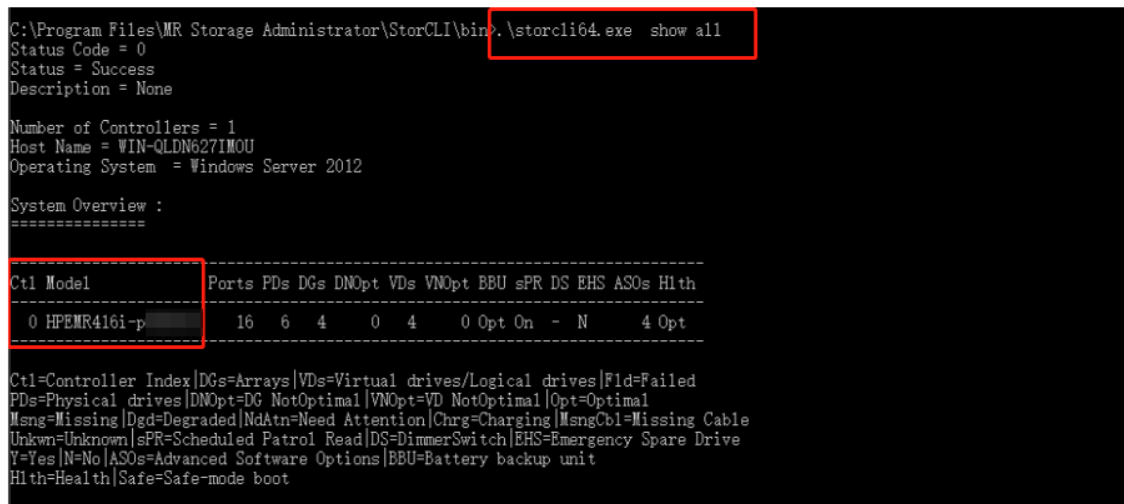 C:\Program Files\MR Storage Administrator\StorCLI\bin>.\storcli64.exe  show all
Status Code = 0
Status = Success
Description = None

Number of Controllers = 1
Host Name = WIN-QLDN627IMOU
Operating System  = Windows Server 2012

System Overview :
===============

--------------------------------------------------------------------------------
Ctl Model            Ports PDs DGs DNOpt VDs VNOpt BBU sPR DS EHS ASOs Hlth
--------------------------------------------------------------------------------
  0 HPEMR416i-p         16   6   4     0   4     0 Opt On  -  N      4 Opt
--------------------------------------------------------------------------------

Ctl=Controller Index|DGs=Arrays|VDs=Virtual drives/Logical drives|Fld=Failed
PDs=Physical drives|DNOpt=DG NotOptimal|VNOpt=VD NotOptimal|Opt=Optimal
Msng=Missing|Dgd=Degraded|NdAtn=Need Attention|Chrg=Charging|MsngCbl=Missing Cable
Unkwn=Unknown|sPR=Scheduled Patrol Read|DS=DimmerSwitch|EHS=Emergency Spare Drive
Y=Yes|N=No|ASOs=Advanced Software Options|BBU=Battery backup unit
Hlth=Health|Safe=Safe-mode boot